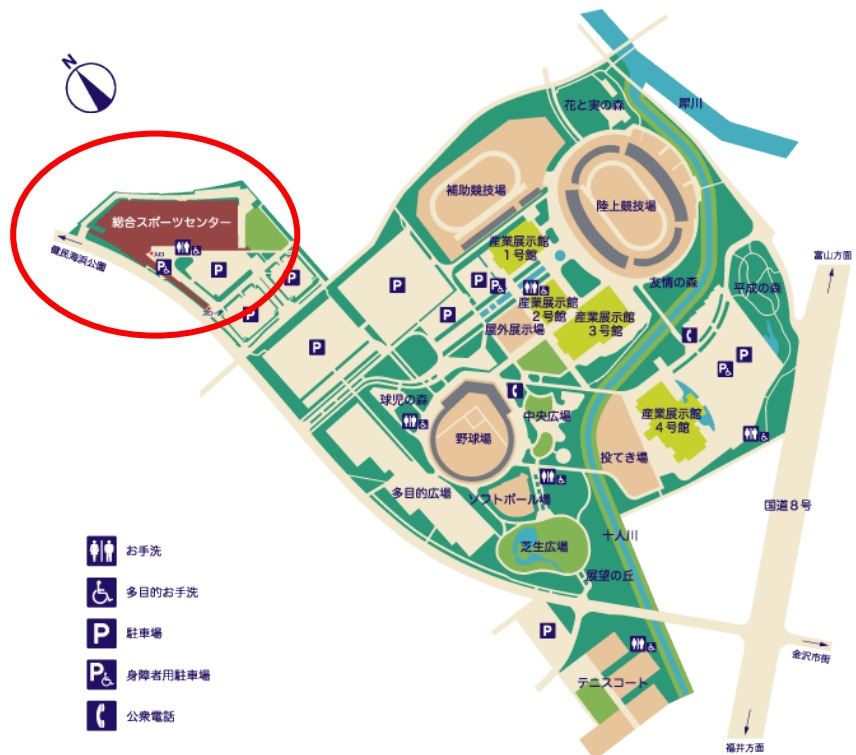 N
花と実の森
犀川
補助競技場
陸上競技場
総合スポーツセンター
入口
健民海浜公園
P
P
P
P
入口
P
P
P
産業展示館
1号館
P
P
産業展示館
2号館
産業展示館
3号館
屋外展示場
友情の森
平成の森
富山方面
P
P
球児の森
野球場
中央広場
産業展示館
4号館
投てき場
多目的広場
ソフトボール場
国道8号
芝生広場
十人川
展望の丘
P
テニスコート
金沢市街
福井方面
お手洗
多目的お手洗
P 駐車場
P 身障者用駐車場
公衆電話